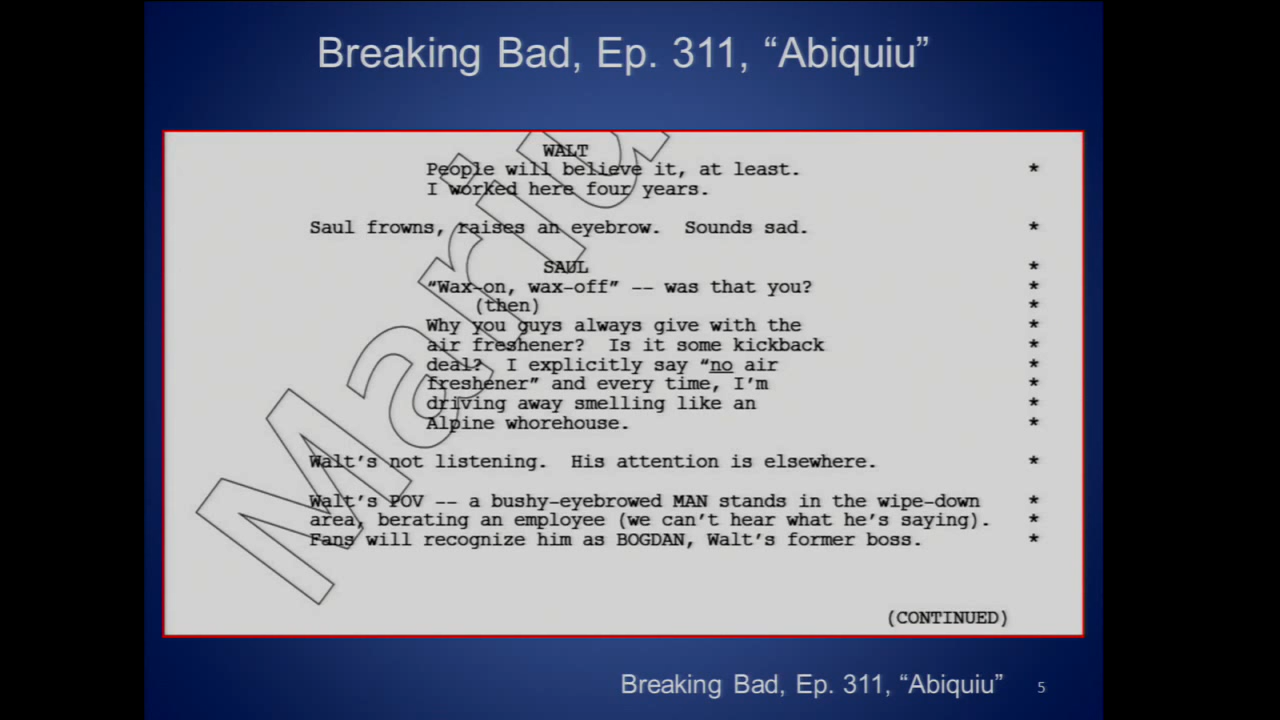 Breaking Bad, Ep. 311, “Abiquiu”
WALT
People will believe it, at least. *
I worked here four years.
Saul frowns, raises an eyebrow. Sounds sad. *
SAUL *
“Wax-on, wax-off” -- was that you? *
(then) *
Why you guys always give with the *
air freshener? Is it some kickback *
deal? I explicitly say “no air *
freshener” and every time, I’m *
driving away smelling like an *
Alpine whorehouse. *
Walt’s not listening. His attention is elsewhere. *
Walt’s POV -- a bushy-eyebrowed MAN stands in the wipe-down *
area, berating an employee (we can’t hear what he’s saying). *
Fans will recognize him as BOGDAN, Walt’s former boss. *
(CONTINUED)
Breaking Bad, Ep. 311, “Abiquiu” 5